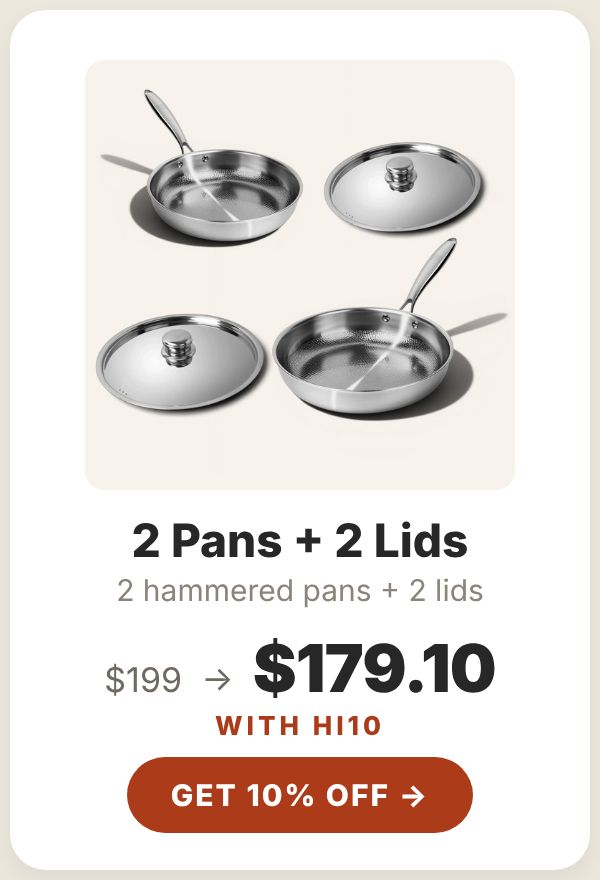 2 Pans + 2 Lids
2 hammered pans + 2 lids
$199 → $179.10
WITH HI10
GET 10% OFF →